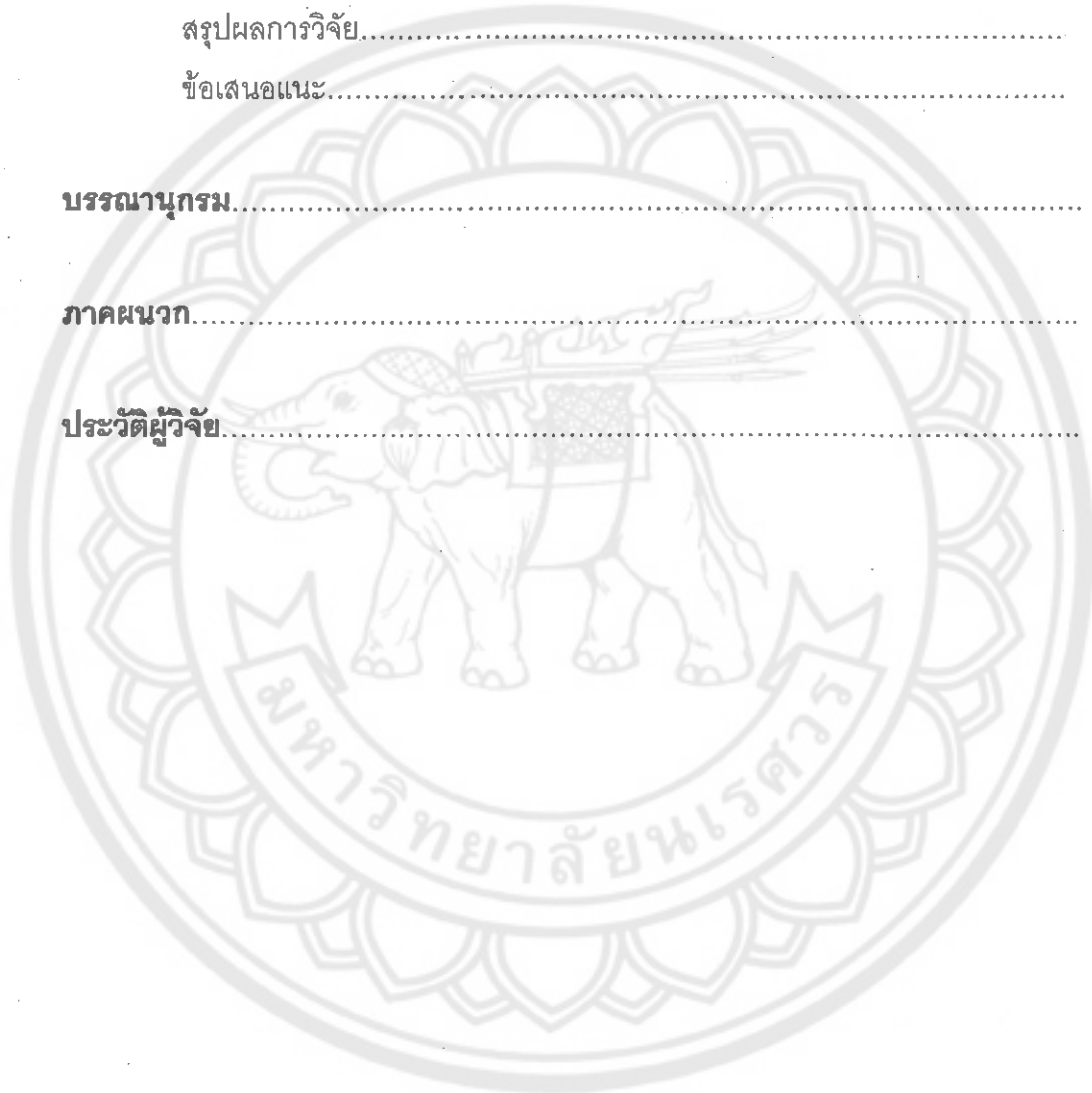 สรุปผลการวิจัย................................................................................
ข้อเสนอแนะ................................................................................
บรรณานุกรม................................................................................
ภาคผนวก................................................................................
ประวัติผู้วิจัย................................................................................
มหาวิทยาลัยนเรศวร